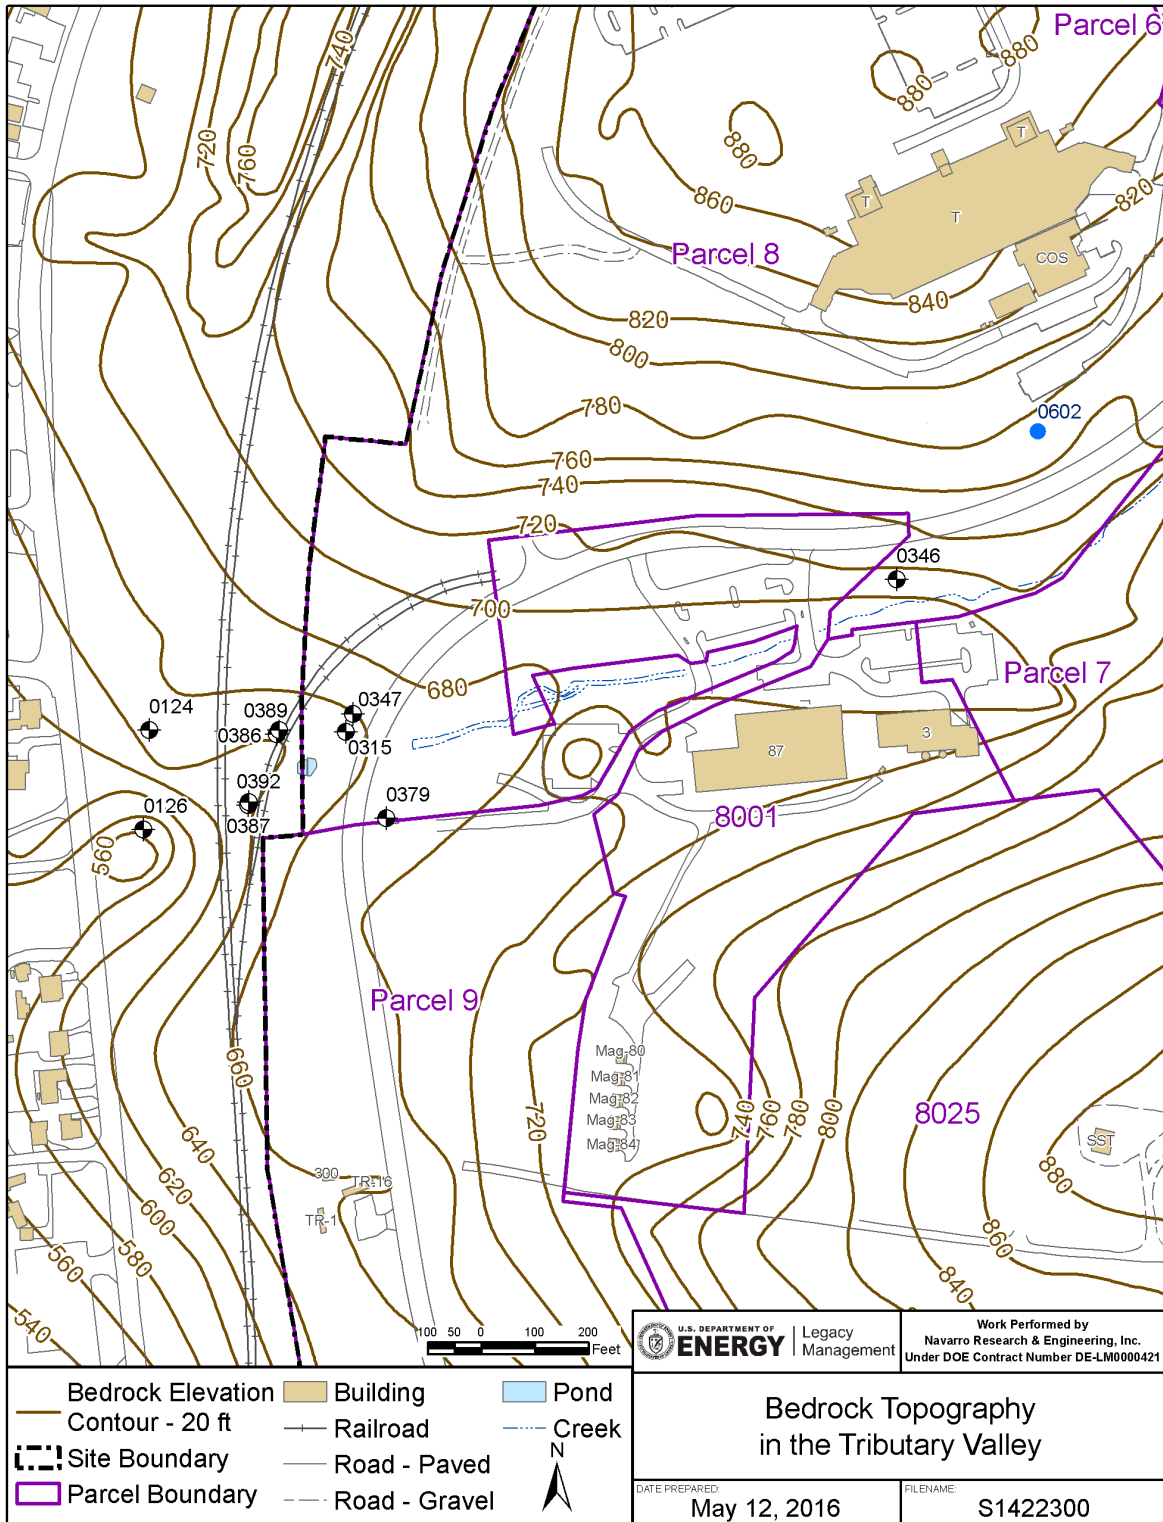 Parcel 6
740
880
880
720
760
880
860
T
T
T
820
COS
Parcel 8
840
820
800
780
0602
760
740
720
0346
700
680
Parcel 7
0124
0389
0347
0386
0315
3
87
0392
0126
0387
0379
8001
560
Parcel 9
660
Mag-80
Mag-81
Mag-82
Mag-83
Mag-84
720
740
760
780
800
8025
SST
880
640
300
TR-16
620
600
TR-1
580
860
560
840
540
100 50 0 100 200
Feet
U.S. DEPARTMENT OF
ENERGY
Legacy
Management
Work Performed by
Navarro Research & Engineering, Inc.
Under DOE Contract Number DE-LM0000421
Bedrock Elevation
Contour - 20 ft
Site Boundary
Parcel Boundary
Building
Railroad
Road - Paved
Road - Gravel
Pond
Creek
N
Bedrock Topography
in the Tributary Valley
DATE PREPARED:
May 12, 2016
FILENAME:
S1422300